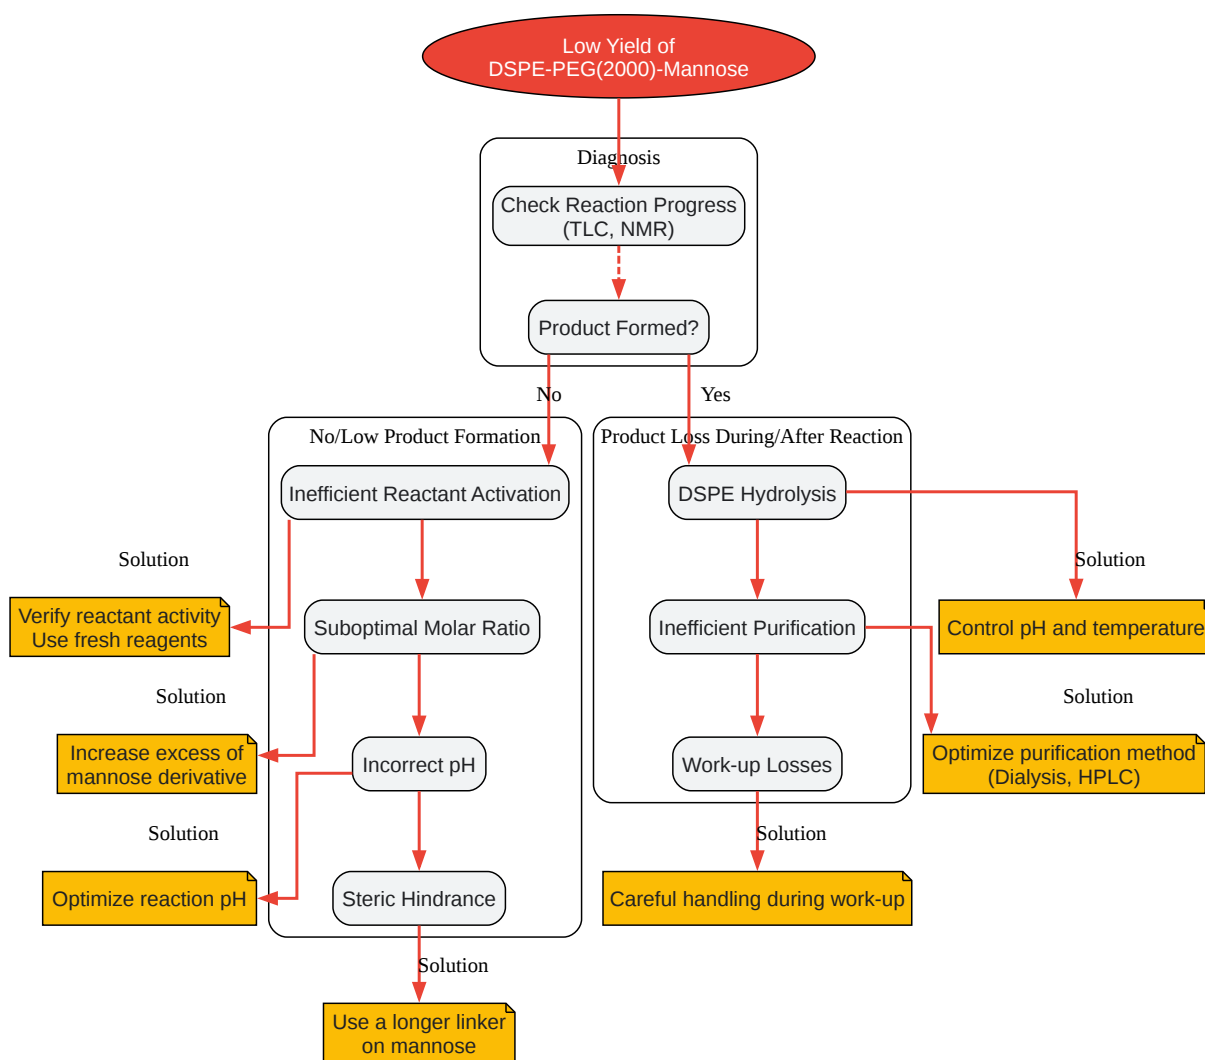 Low Yield of
DSPE-PEG(2000)-Mannose
Diagnosis
Check Reaction Progress
(TLC, NMR)
Product Formed?
No
Yes
No/Low Product Formation
Product Loss During/After Reaction
Inefficient Reactant Activation
DSPE Hydrolysis
Solution
Solution
Verify reactant activity
Use fresh reagents
Suboptimal Molar Ratio
Inefficient Purification
Control pH and temperature
Solution
Solution
Increase excess of
mannose derivative
Incorrect pH
Work-up Losses
Optimize purification method
(Dialysis, HPLC)
Solution
Solution
Optimize reaction pH
Steric Hindrance
Careful handling during work-up
Solution
Use a longer linker
on mannose